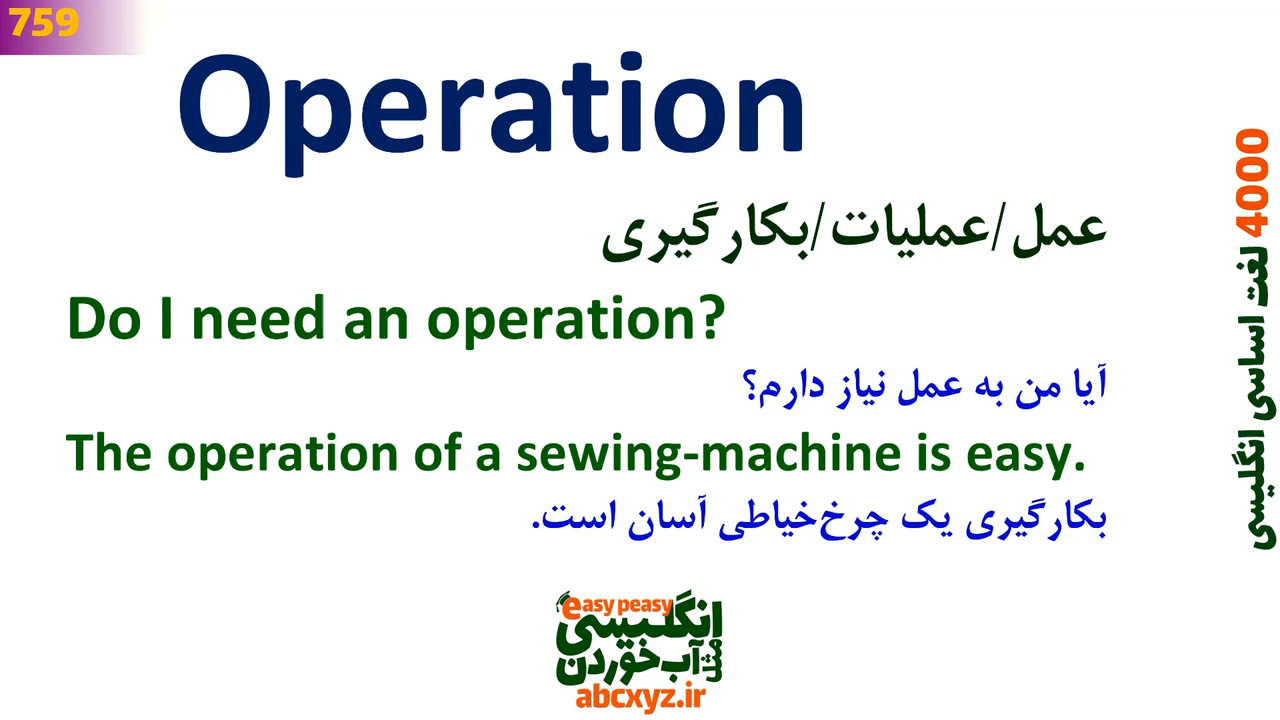 759
Operation
عمل/عملیات/بکارگیری
Do I need an operation?
آیا من به عمل نیاز دارم؟
The operation of a sewing-machine is easy.
بکارگیری یک چرخ‌خیاطی آسان است.
4000 لغت اساسی انگلیسی
easy peasy
انگلیسی
مثل آب خوردن
abcxyz.ir